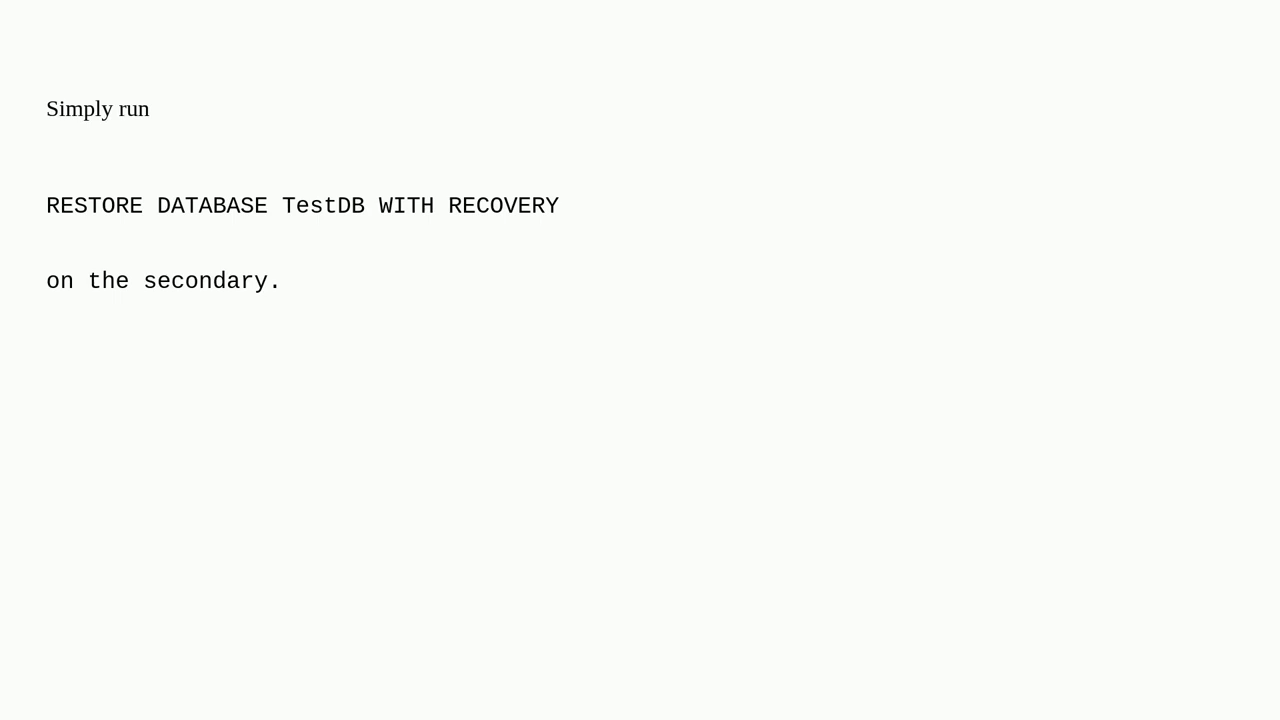 Simply run
RESTORE DATABASE TestDB WITH RECOVERY
on the secondary.